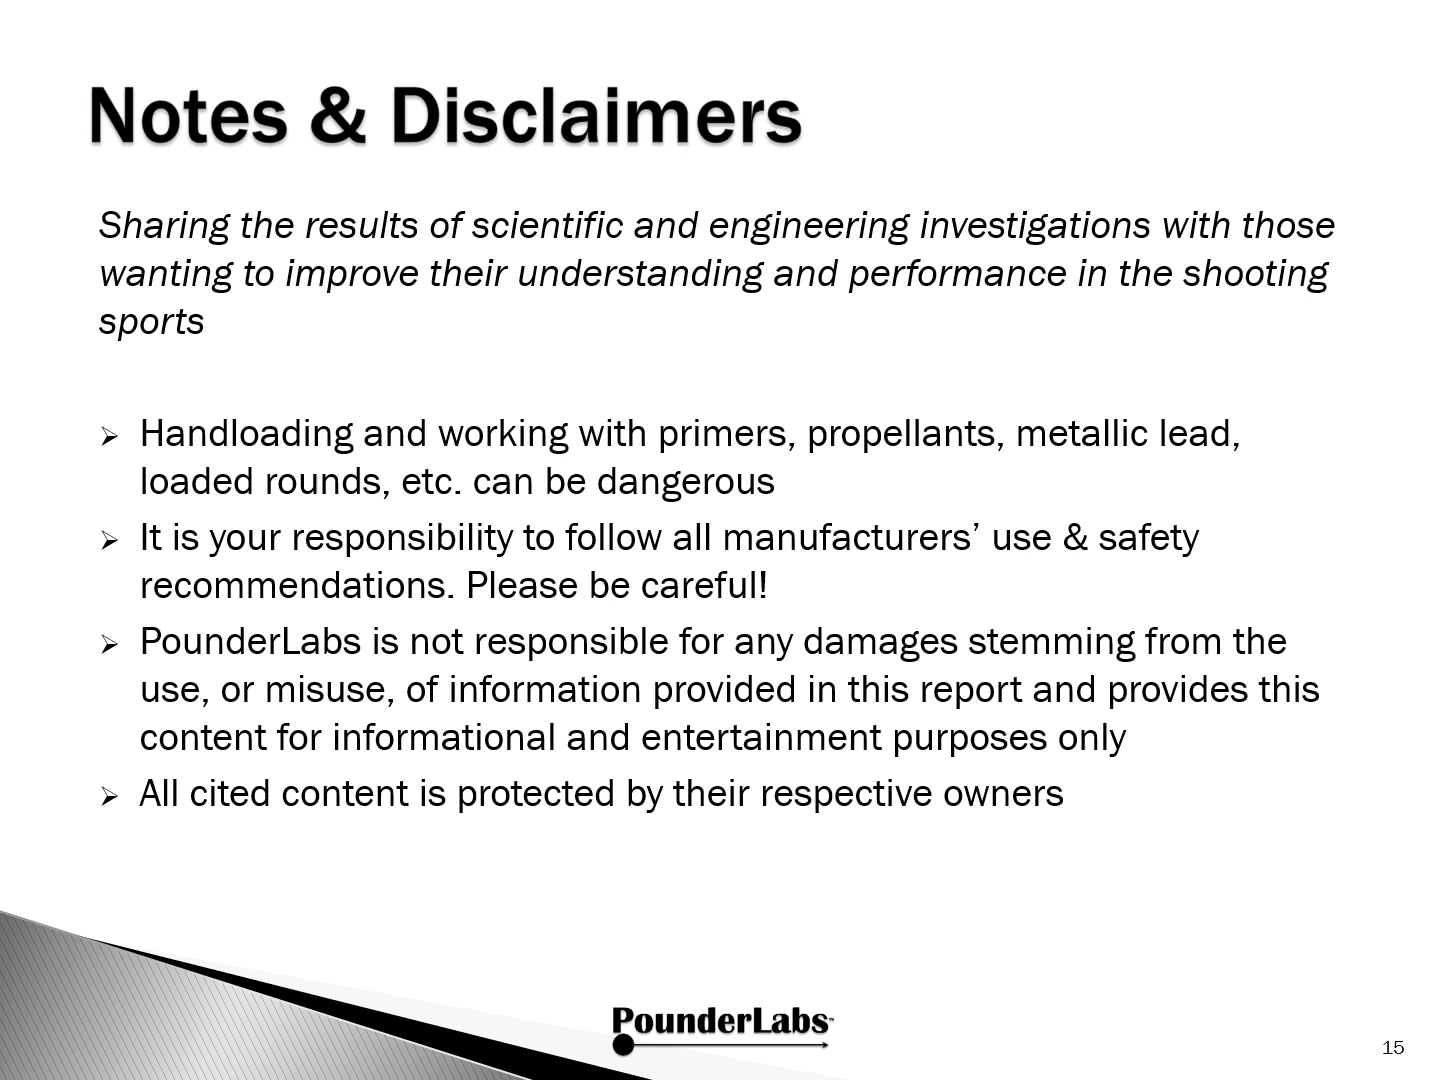 Notes & Disclaimers
Sharing the results of scientific and engineering investigations with those
wanting to improve their understanding and performance in the shooting
sports
➢ Handloading and working with primers, propellants, metallic lead,
loaded rounds, etc. can be dangerous
➢ It is your responsibility to follow all manufacturers’ use & safety
recommendations. Please be careful!
➢ PounderLabs is not responsible for any damages stemming from the
use, or misuse, of information provided in this report and provides this
content for informational and entertainment purposes only
➢ All cited content is protected by their respective owners
PounderLabs™
15